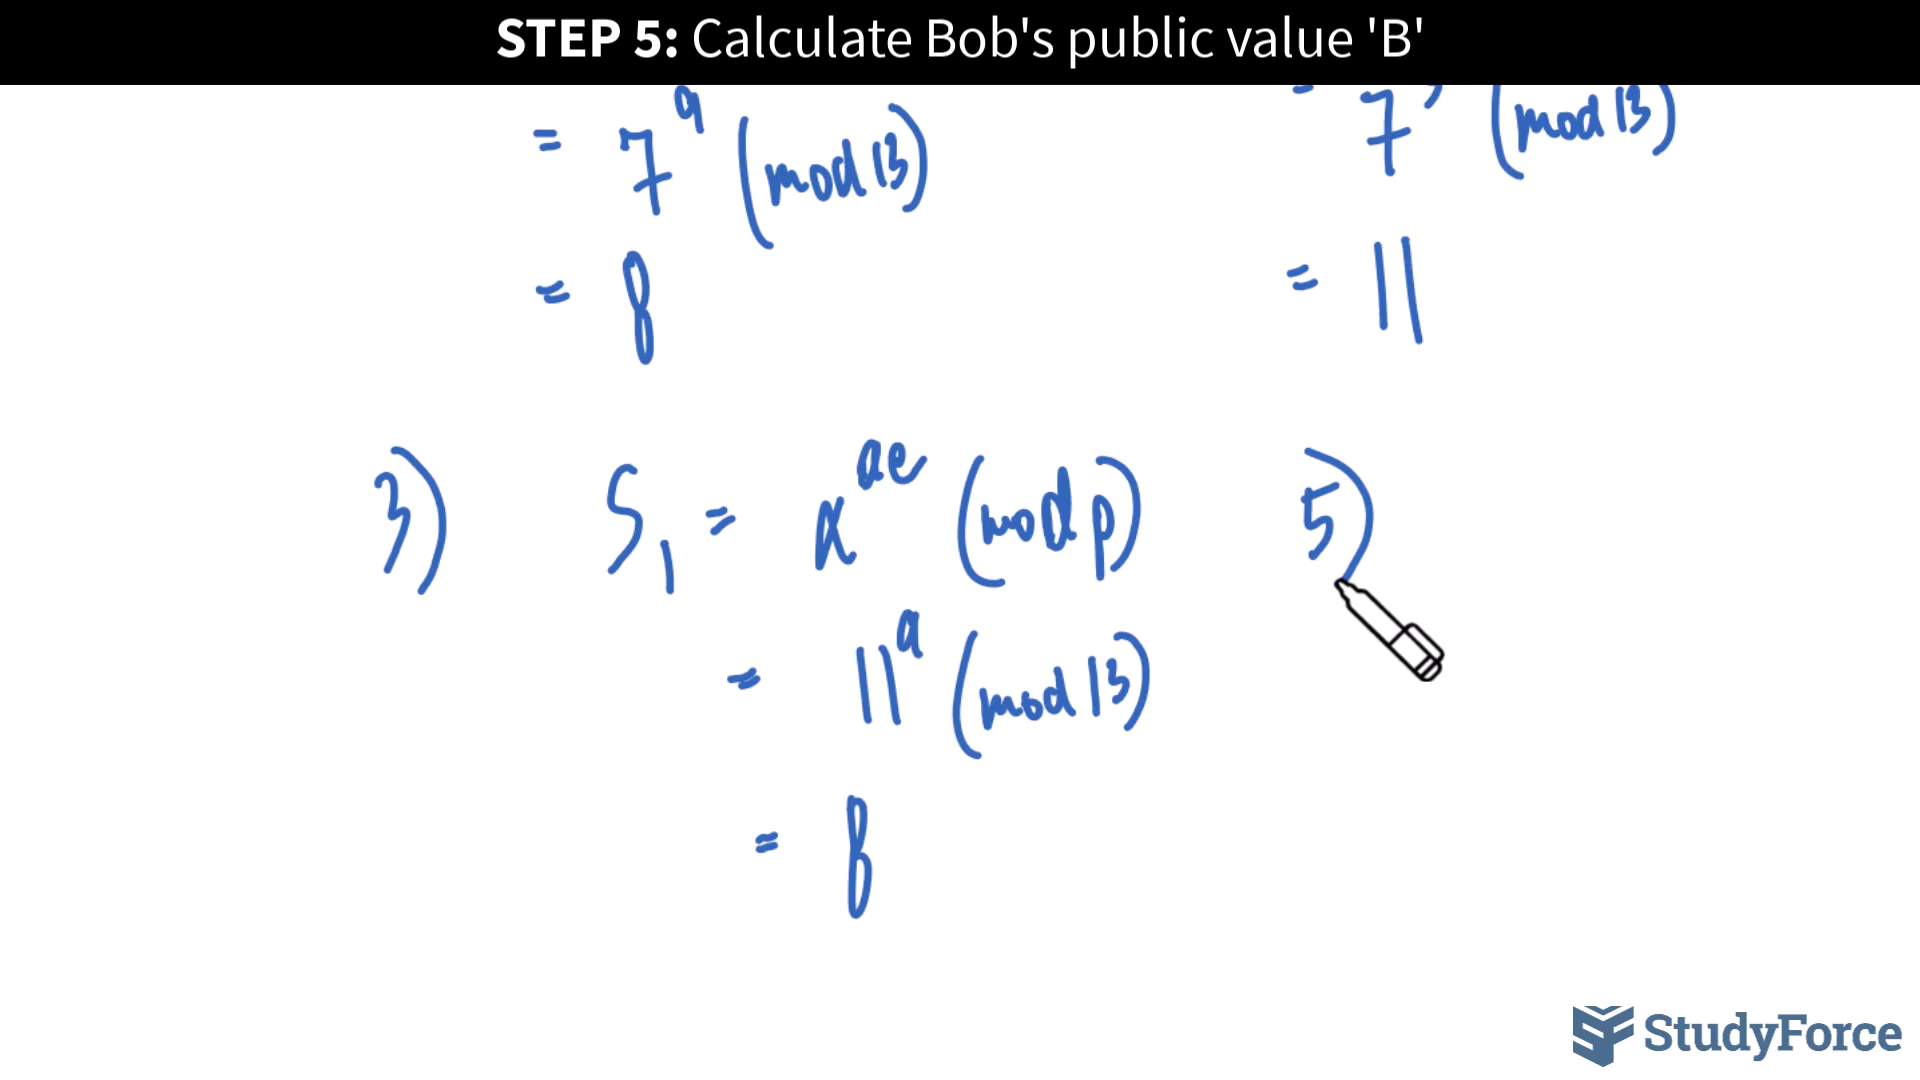 STEP 5: Calculate Bob's public value 'B'
= 7^9 (mod 13)
= 8
= 7 (mod 13)
= 11
3) S₁ = α^ae (mod p)
= 11^9 (mod 13)
= 8
5)
StudyForce